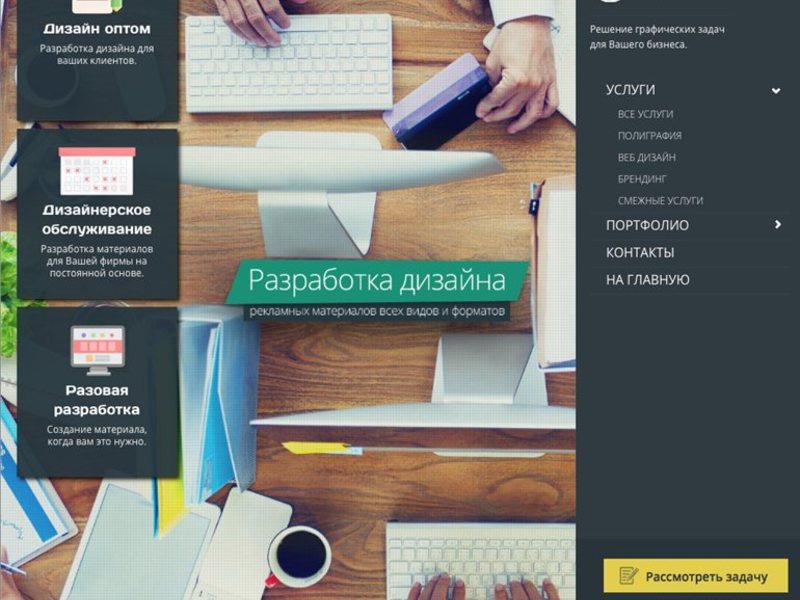 Дизайн оптом
Разработка дизайна для
ваших клиентов.
Дизайнерское
обслуживание
Разработка материалов
для Вашей фирмы на
постоянной основе.
Разовая
разработка
Создание материала,
когда вам это нужно.
Разработка дизайна
рекламных материалов всех видов и форматов
Решение графических задач
для Вашего бизнеса.
УСЛУГИ
ВСЕ УСЛУГИ
ПОЛИГРАФИЯ
ВЕБ ДИЗАЙН
БРЕНДИНГ
СМЕЖНЫЕ УСЛУГИ
ПОРТФОЛИО
КОНТАКТЫ
НА ГЛАВНУЮ
Рассмотреть задачу